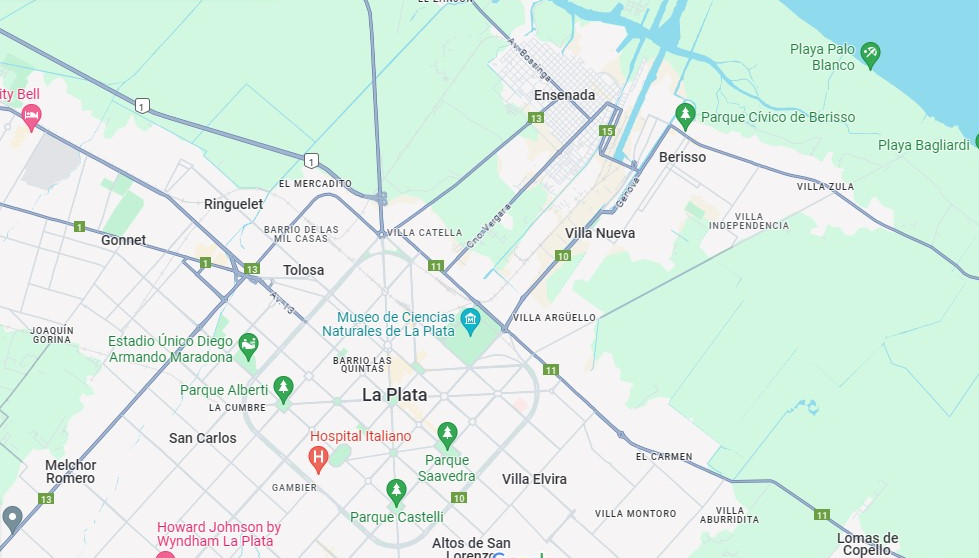 Av. Bossinga
Playa Palo
Blanco
ity Bell
Ensenada
1
13
Parque Cívico de Berisso
15
Playa Bagliardi
1
Berisso
EL MERCADITO
VILLA ZULA
Ringuelet
Genova
VILLA
INDEPENDENCIA
1
BARRIO DE LAS
MIL CASAS
VILLA CATELLA
Cno. Vergara
Villa Nueva
Gonnet
10
1
13
11
Tolosa
Av. 13
Museo de Ciencias
Naturales de La Plata
VILLA ARGÜELLO
JOAQUÍN
GORINA
Estadio Único Diego
Armando Maradona
BARRIO LAS
QUINTAS
11
Parque Alberti
La Plata
LA CUMBRE
San Carlos
Hospital Italiano
H
Parque
Saavedra
EL CARMEN
Melchor
Romero
GAMBIER
Villa Elvira
13
10
Parque Castelli
VILLA MONTORO
VILLA
ABURRIDITA
11
Howard Johnson by
Wyndham La Plata
Altos de San
Lorenzo
Lomas de
Copello